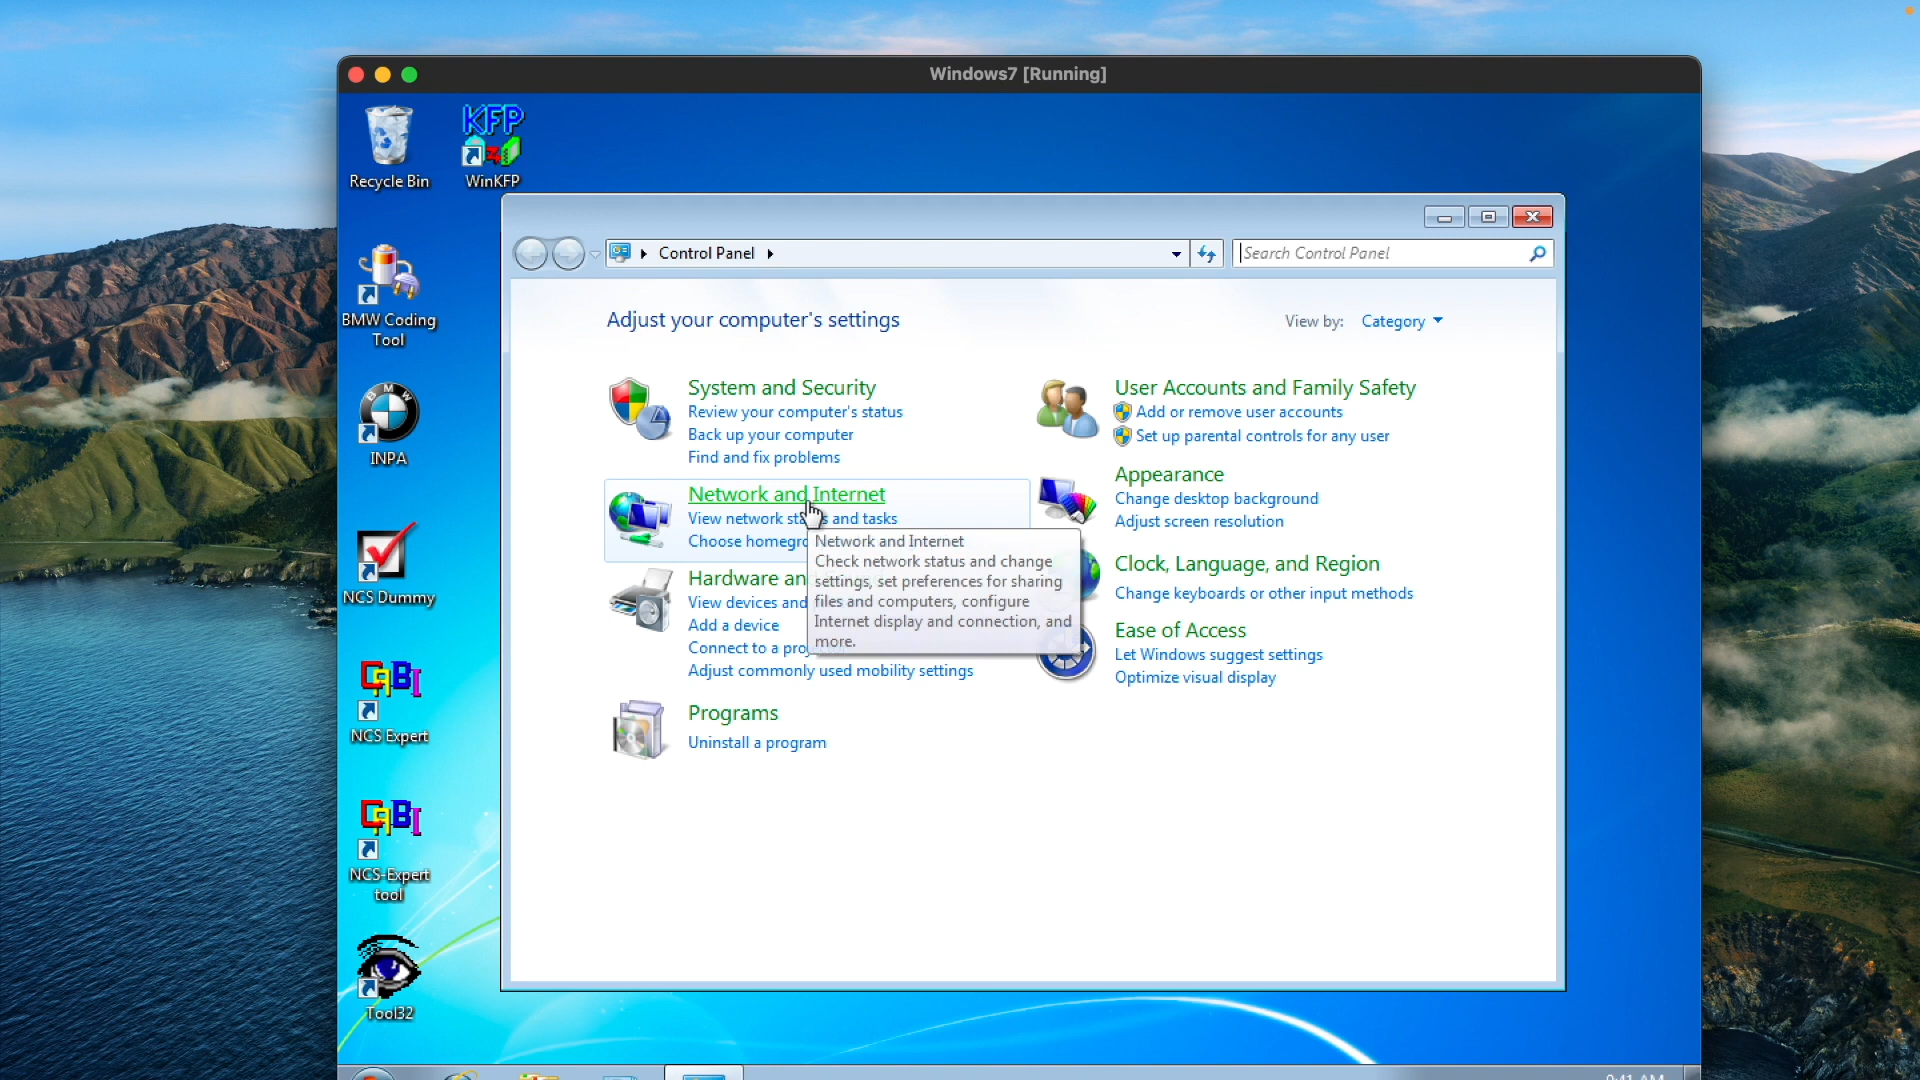 Windows7 [Running]
Recycle Bin
KFP
WinKFP
BMW Coding
Tool
BMW
INPA
NCS Dummy
NCS Expert
NCS-Expert
tool
Tool32
Control Panel
Search Control Panel
Adjust your computer's settings
View by: Category
System and Security
Review your computer's status
Back up your computer
Find and fix problems
Network and Internet
View network and tasks
Choose
Network and Internet
Check network status and change
settings, set preferences for sharing
files and computers, configure
Internet display and connection, and
more.
Hardware
View devices and
Add a device
Connect to a
Adjust commonly used mobility settings
Programs
Uninstall a program
User Accounts and Family Safety
Add or remove user accounts
Set up parental controls for any user
Appearance
Change desktop background
Adjust screen resolution
Clock, Language, and Region
Change keyboards or other input methods
Ease of Access
Let Windows suggest settings
Optimize visual display